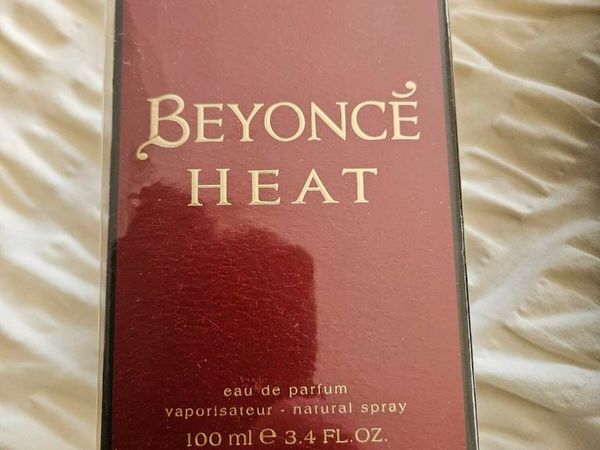 BEYONCÉ
HEAT
eau de parfum
vaporisateur - natural spray
100 ml ℮ 3.4 FL.OZ.